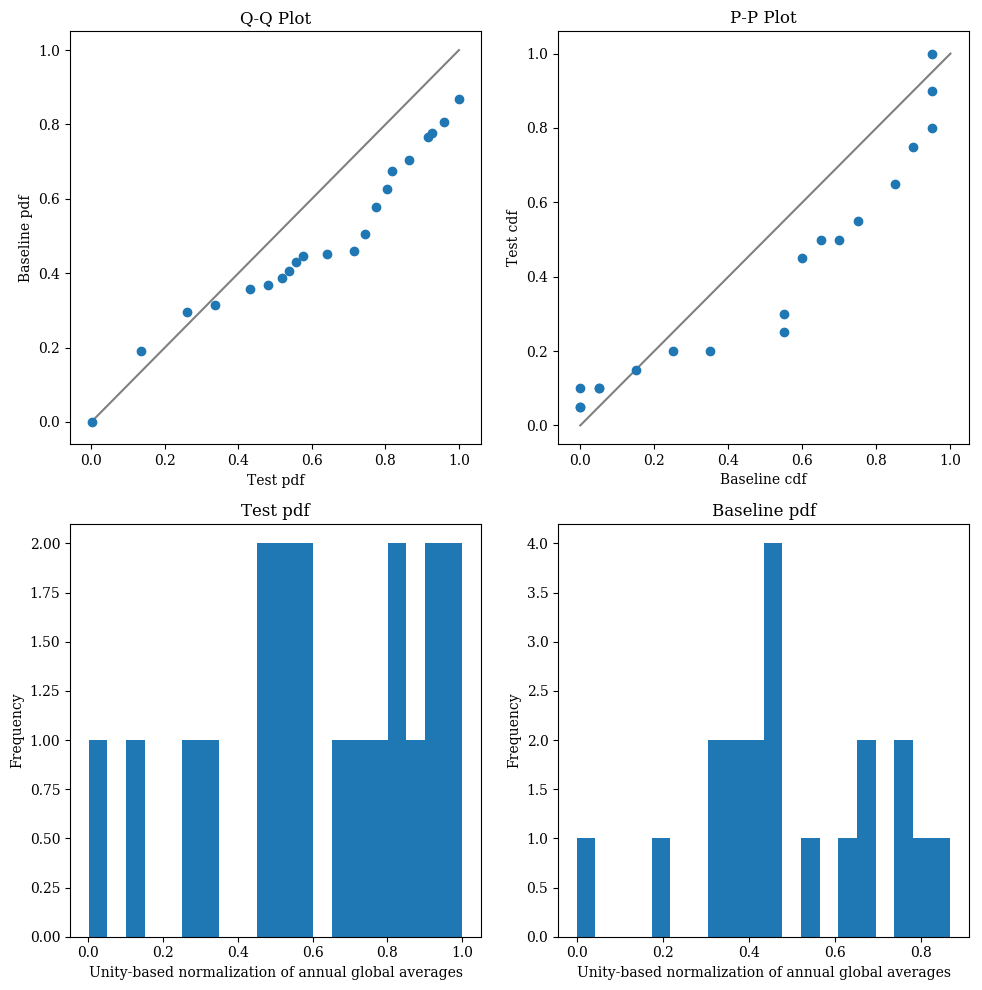 Q-Q Plot
1.0
0.8
0.6
0.4
0.2
0.0
Baseline pdf
0.0 0.2 0.4 0.6 0.8 1.0
Test pdf
P-P Plot
1.0
0.8
0.6
0.4
0.2
0.0
Test cdf
0.0 0.2 0.4 0.6 0.8 1.0
Baseline cdf
Test pdf
2.00
1.75
1.50
1.25
1.00
0.75
0.50
0.25
0.00
Frequency
0.0 0.2 0.4 0.6 0.8 1.0
Unity-based normalization of annual global averages
Baseline pdf
4.0
3.5
3.0
2.5
2.0
1.5
1.0
0.5
0.0
Frequency
0.0 0.2 0.4 0.6 0.8
Unity-based normalization of annual global averages